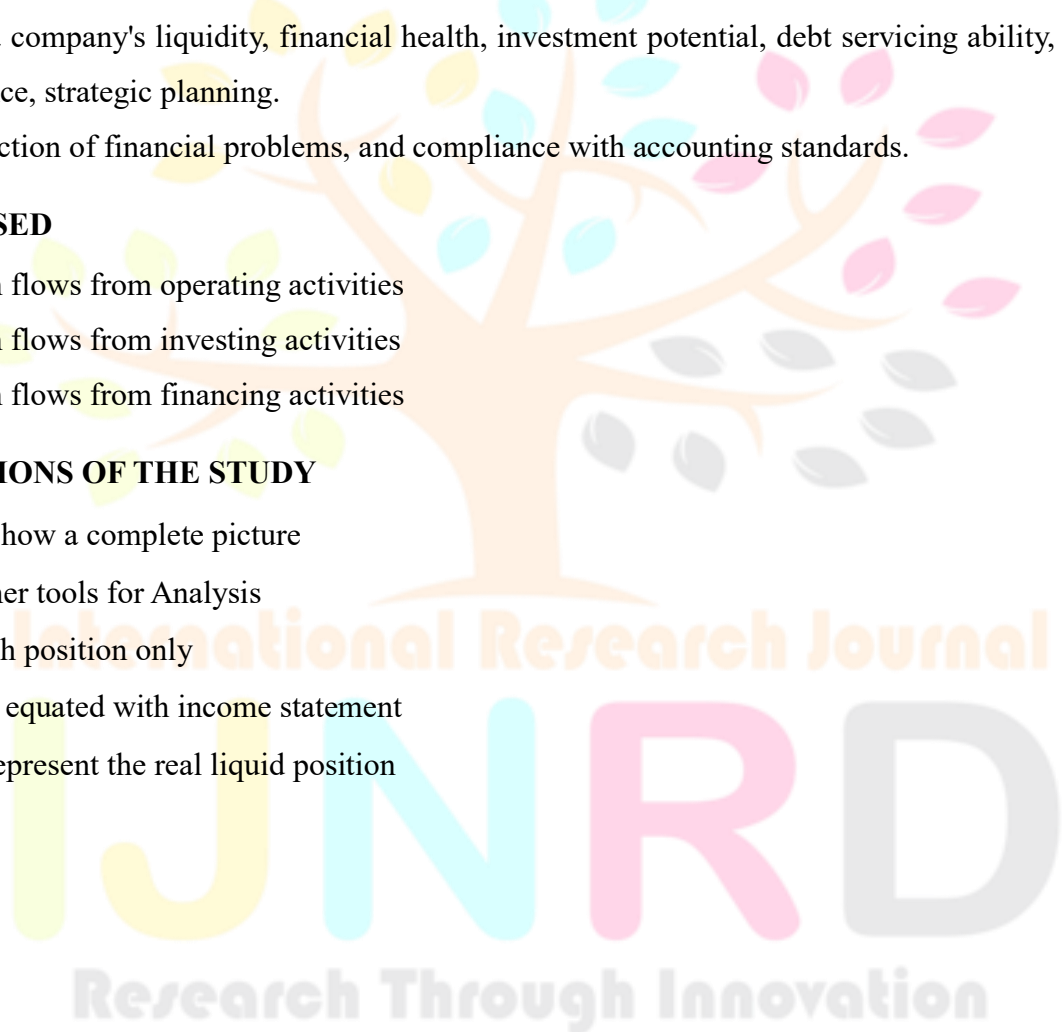 company's liquidity, financial health, investment potential, debt servicing ability,
ce, strategic planning.
ction of financial problems, and compliance with accounting standards.
SED
flows from operating activities
flows from investing activities
flows from financing activities
IONS OF THE STUDY
how a complete picture
er tools for Analysis
h position only
equated with income statement
epresent the real liquid position
International Research Journal
IJNRD
Research Through Innovation